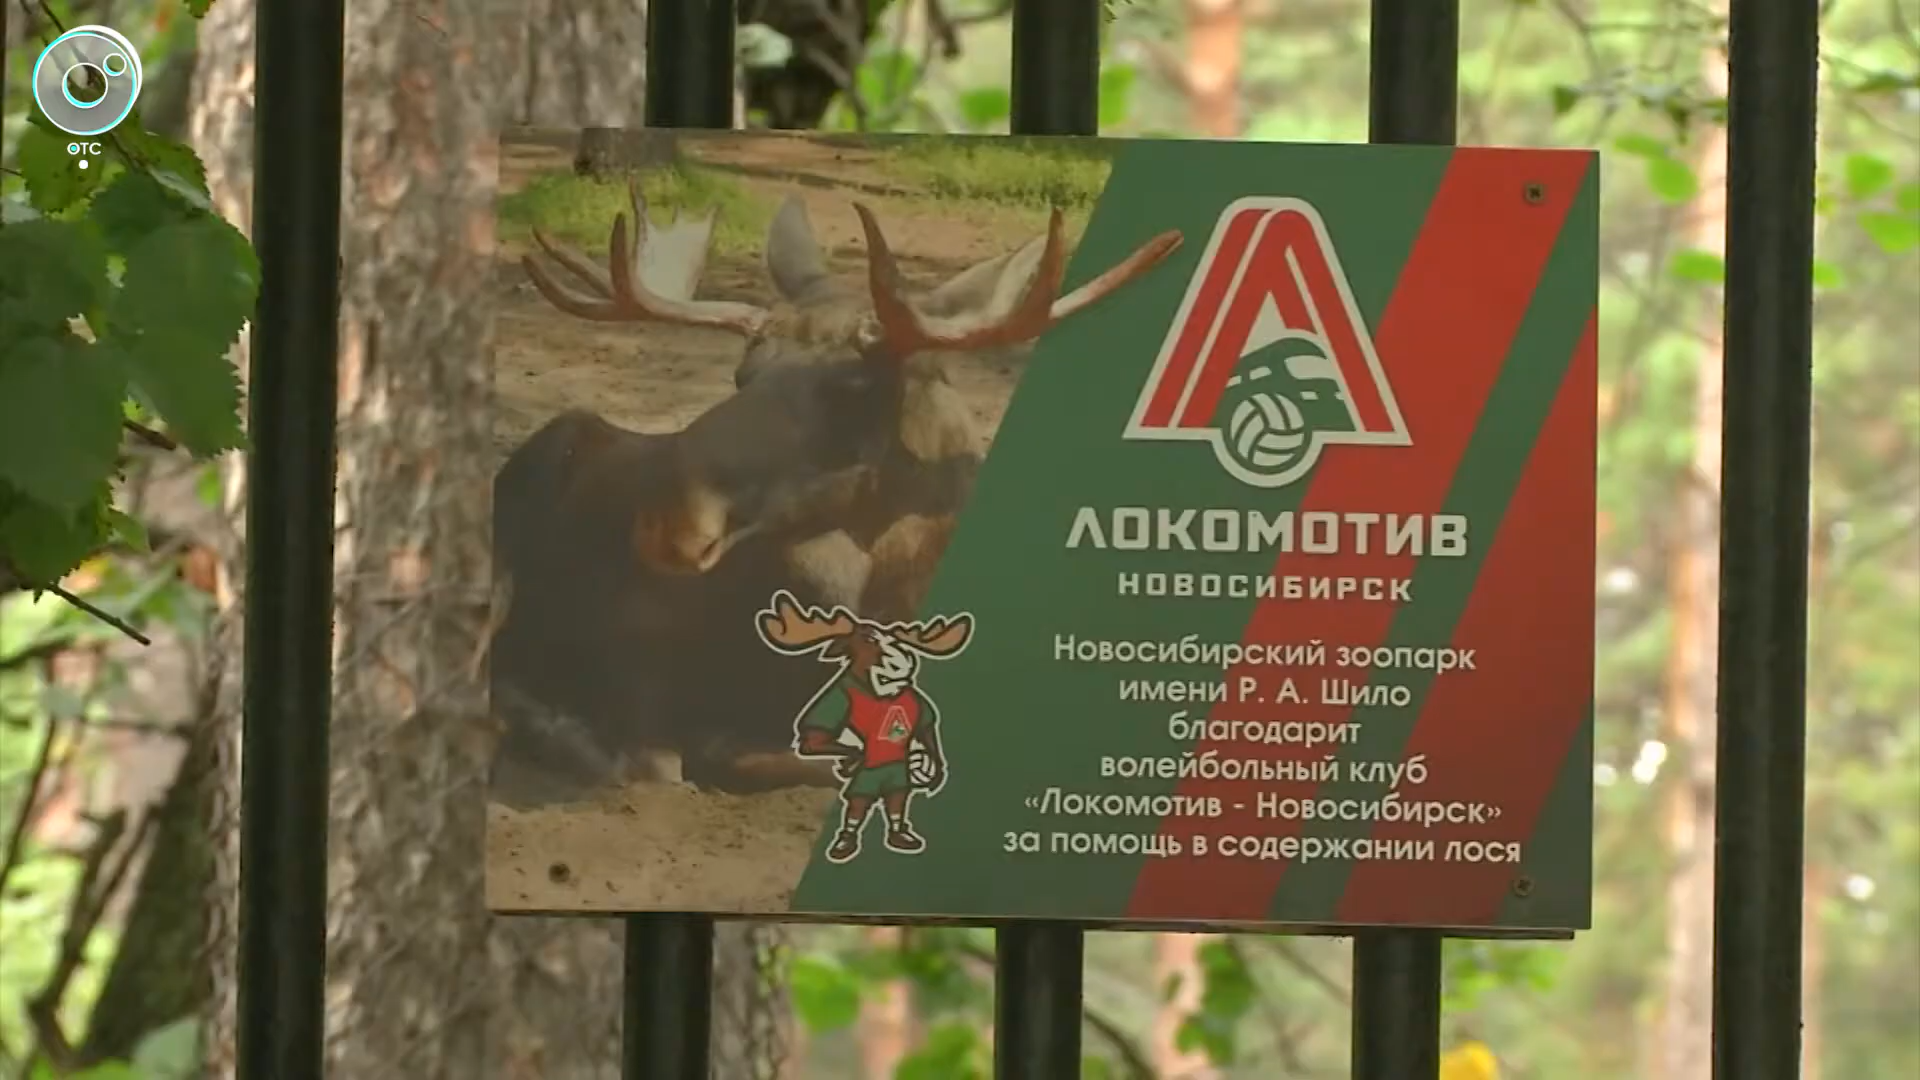 ОТС
ЛОКОМОТИВ
НОВОСИБИРСК
Новосибирский зоопарк
имени Р. А. Шило
благодарит
волейбольный клуб
«Локомотив - Новосибирск»
за помощь в содержании лося